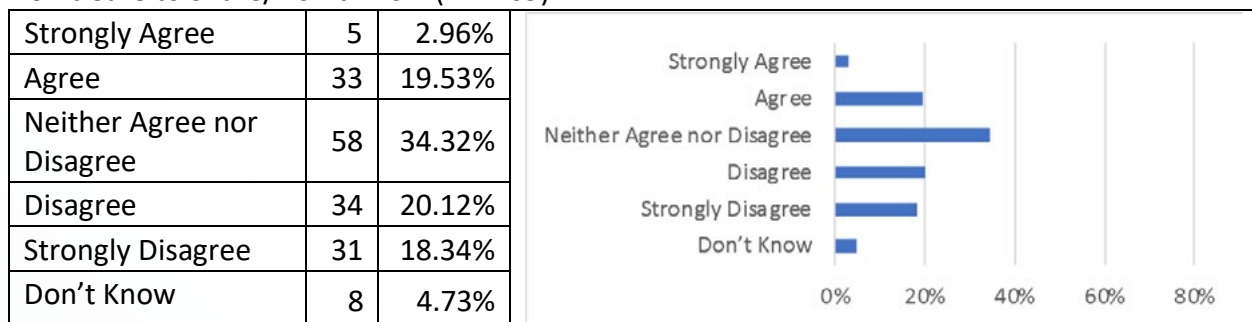 Strongly Agree 5 2.96%
Agree 33 19.53%
Neither Agree nor
Disagree 58 34.32%
Disagree 34 20.12%
Strongly Disagree 31 18.34%
Don't Know 8 4.73%
Strongly Agree
Agree
Neither Agree nor Disagree
Disagree
Strongly Disagree
Don't Know
0% 20% 40% 60% 80%